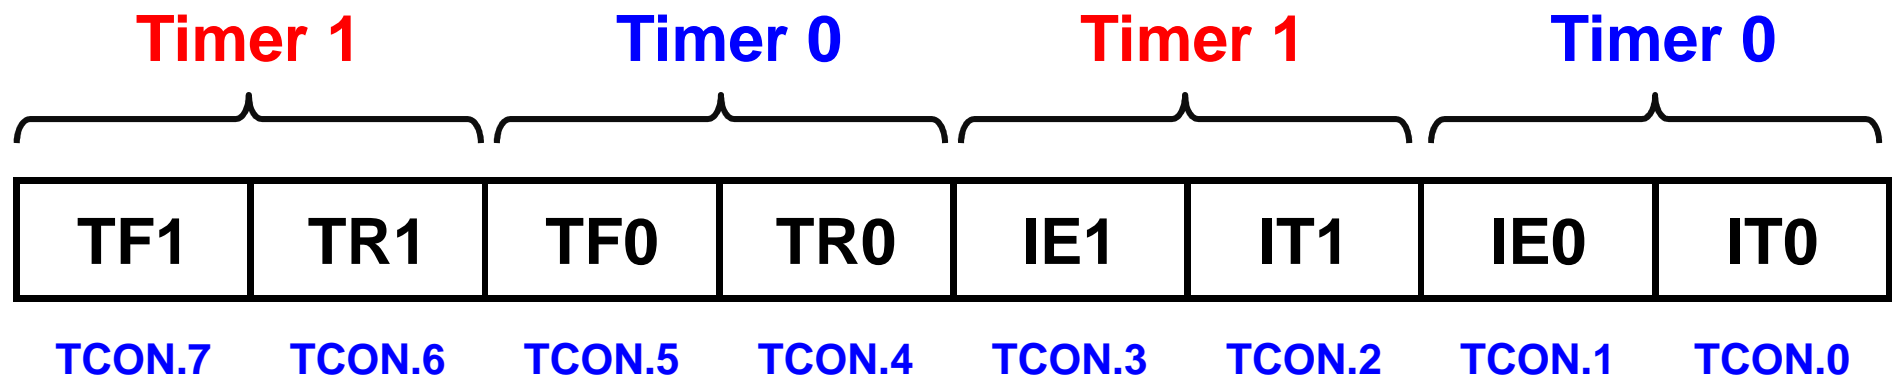 Timer 1 Timer 0 Timer 1 Timer 0
TF1 TR1 TF0 TR0 IE1 IT1 IE0 IT0
TCON.7 TCON.6 TCON.5 TCON.4 TCON.3 TCON.2 TCON.1 TCON.0